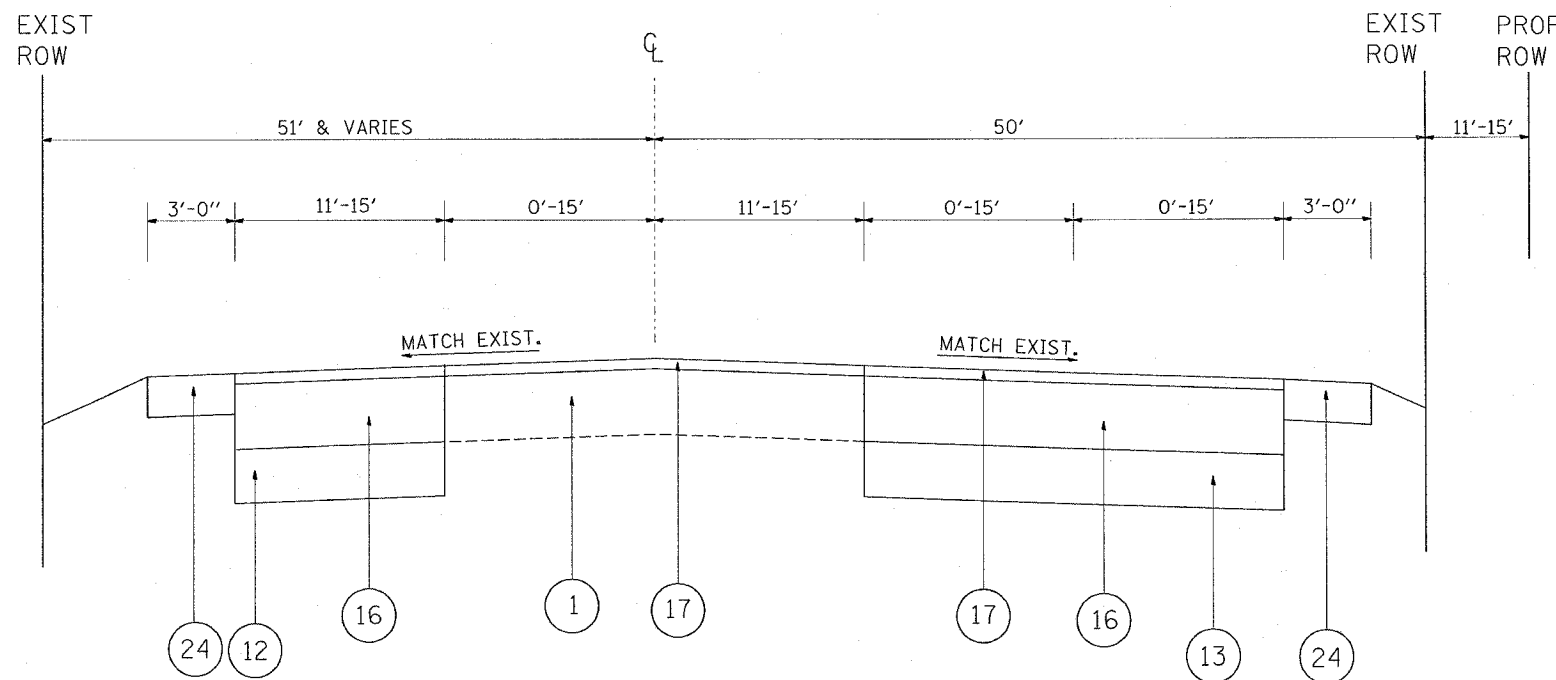 EXIST
ROW
℄
EXIST
ROW
PROP
ROW
51' & VARIES
50'
11'-15'
3'-0"
11'-15'
0'-15'
11'-15'
0'-15'
0'-15'
3'-0"
MATCH EXIST.
MATCH EXIST.
24
12
16
1
17
17
16
13
24